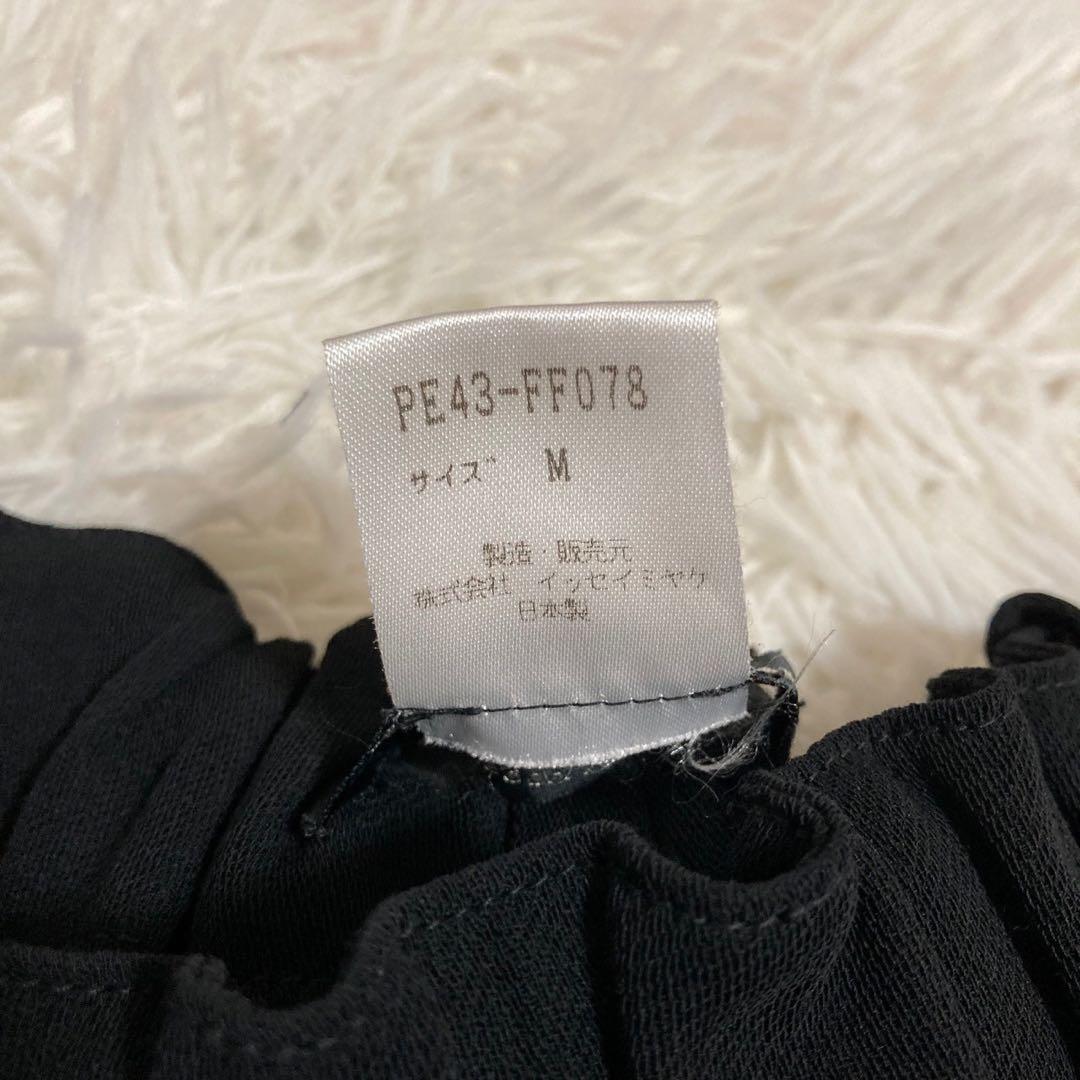 PE43-FF078
サイズ M
製造・販売元
株式会社 イッセイミヤケ
日本製